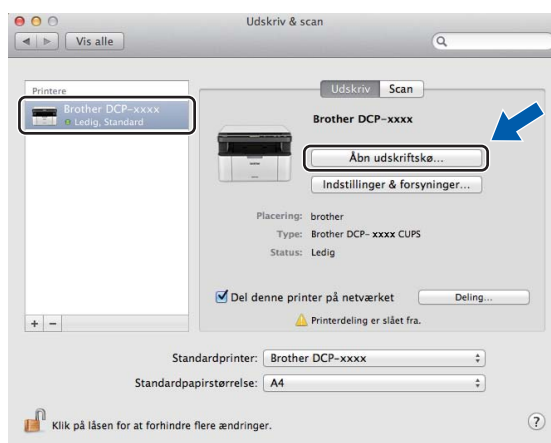 Udskriv & scan
Vis alle
Printere
Brother DCP-xxxx
Ledig, Standard
Udskriv Scan
Brother DCP-xxxx
Åbn udskriftskø...
Indstillinger & forsyninger...
Placering: brother
Type: Brother DCP- xxxx CUPS
Status: Ledig
Del denne printer på netværket
Deling...
Printerdeling er slået fra.
+ −
Standardprinter: Brother DCP-xxxx
Standardpapirstørrelse: A4
Klik på låsen for at forhindre flere ændringer.
?